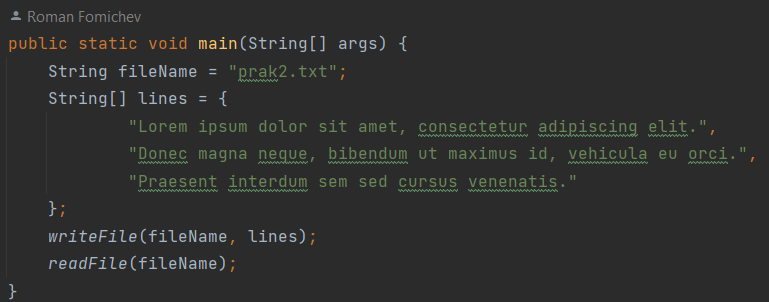 Roman Fomichev
public static void main(String[] args) {
String fileName = "prak2.txt";
String[] lines = {
"Lorem ipsum dolor sit amet, consectetur adipiscing elit.",
"Donec magna neque, bibendum ut maximus id, vehicula eu orci.",
"Praesent interdum sem sed cursus venenatis."
};
writeFile(fileName, lines);
readFile(fileName);
}